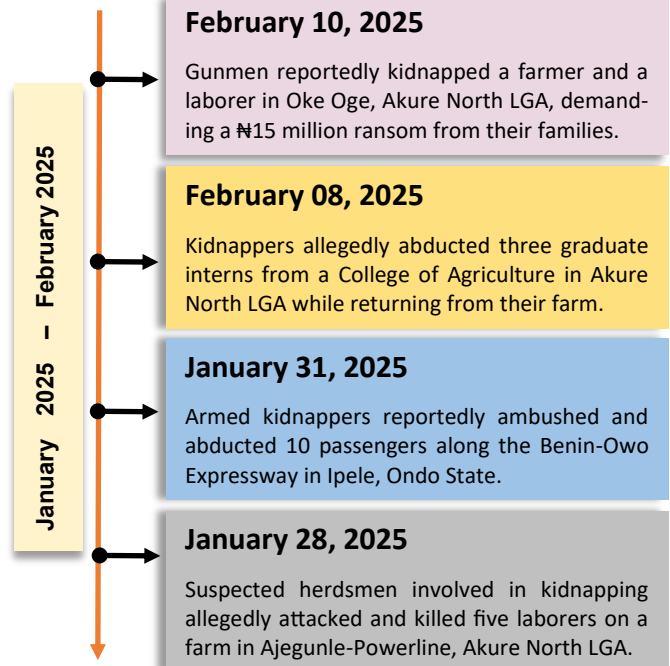 January 2025 – February 2025
February 10, 2025
Gunmen reportedly kidnapped a farmer and a
laborer in Oke Oge, Akure North LGA, demand-
ing a ₦15 million ransom from their families.
February 08, 2025
Kidnappers allegedly abducted three graduate
interns from a College of Agriculture in Akure
North LGA while returning from their farm.
January 31, 2025
Armed kidnappers reportedly ambushed and
abducted 10 passengers along the Benin-Owo
Expressway in Ipele, Ondo State.
January 28, 2025
Suspected herdsmen involved in kidnapping
allegedly attacked and killed five laborers on a
farm in Ajegunle-Powerline, Akure North LGA.